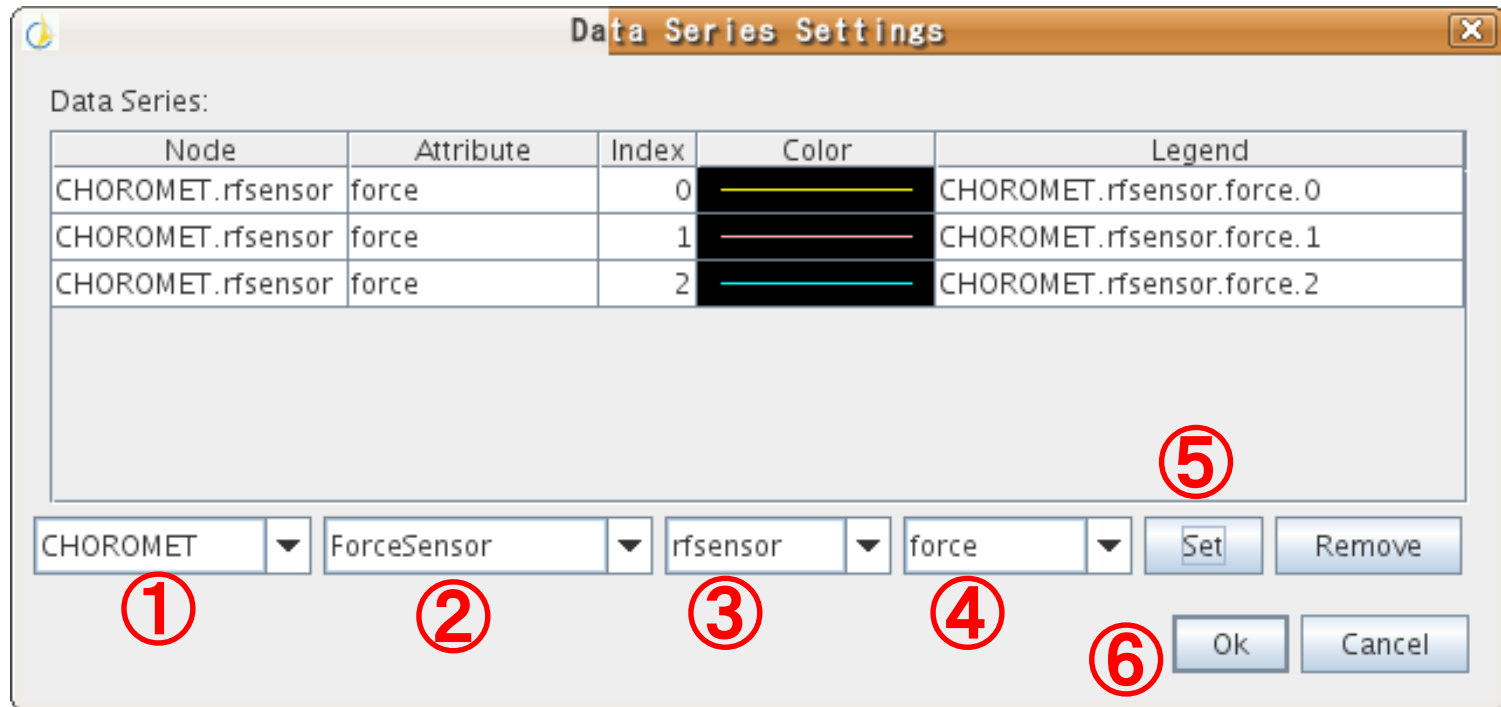 Data Series Settings
Data Series:
Node Attribute Index Color Legend
CHOROMET.rfsensor force 0 CHOROMET.rfsensor.force.0
CHOROMET.rfsensor force 1 CHOROMET.rfsensor.force.1
CHOROMET.rfsensor force 2 CHOROMET.rfsensor.force.2
⑤
CHOROMET ForceSensor rfsensor force Set Remove
① ② ③ ④
⑥ Ok Cancel